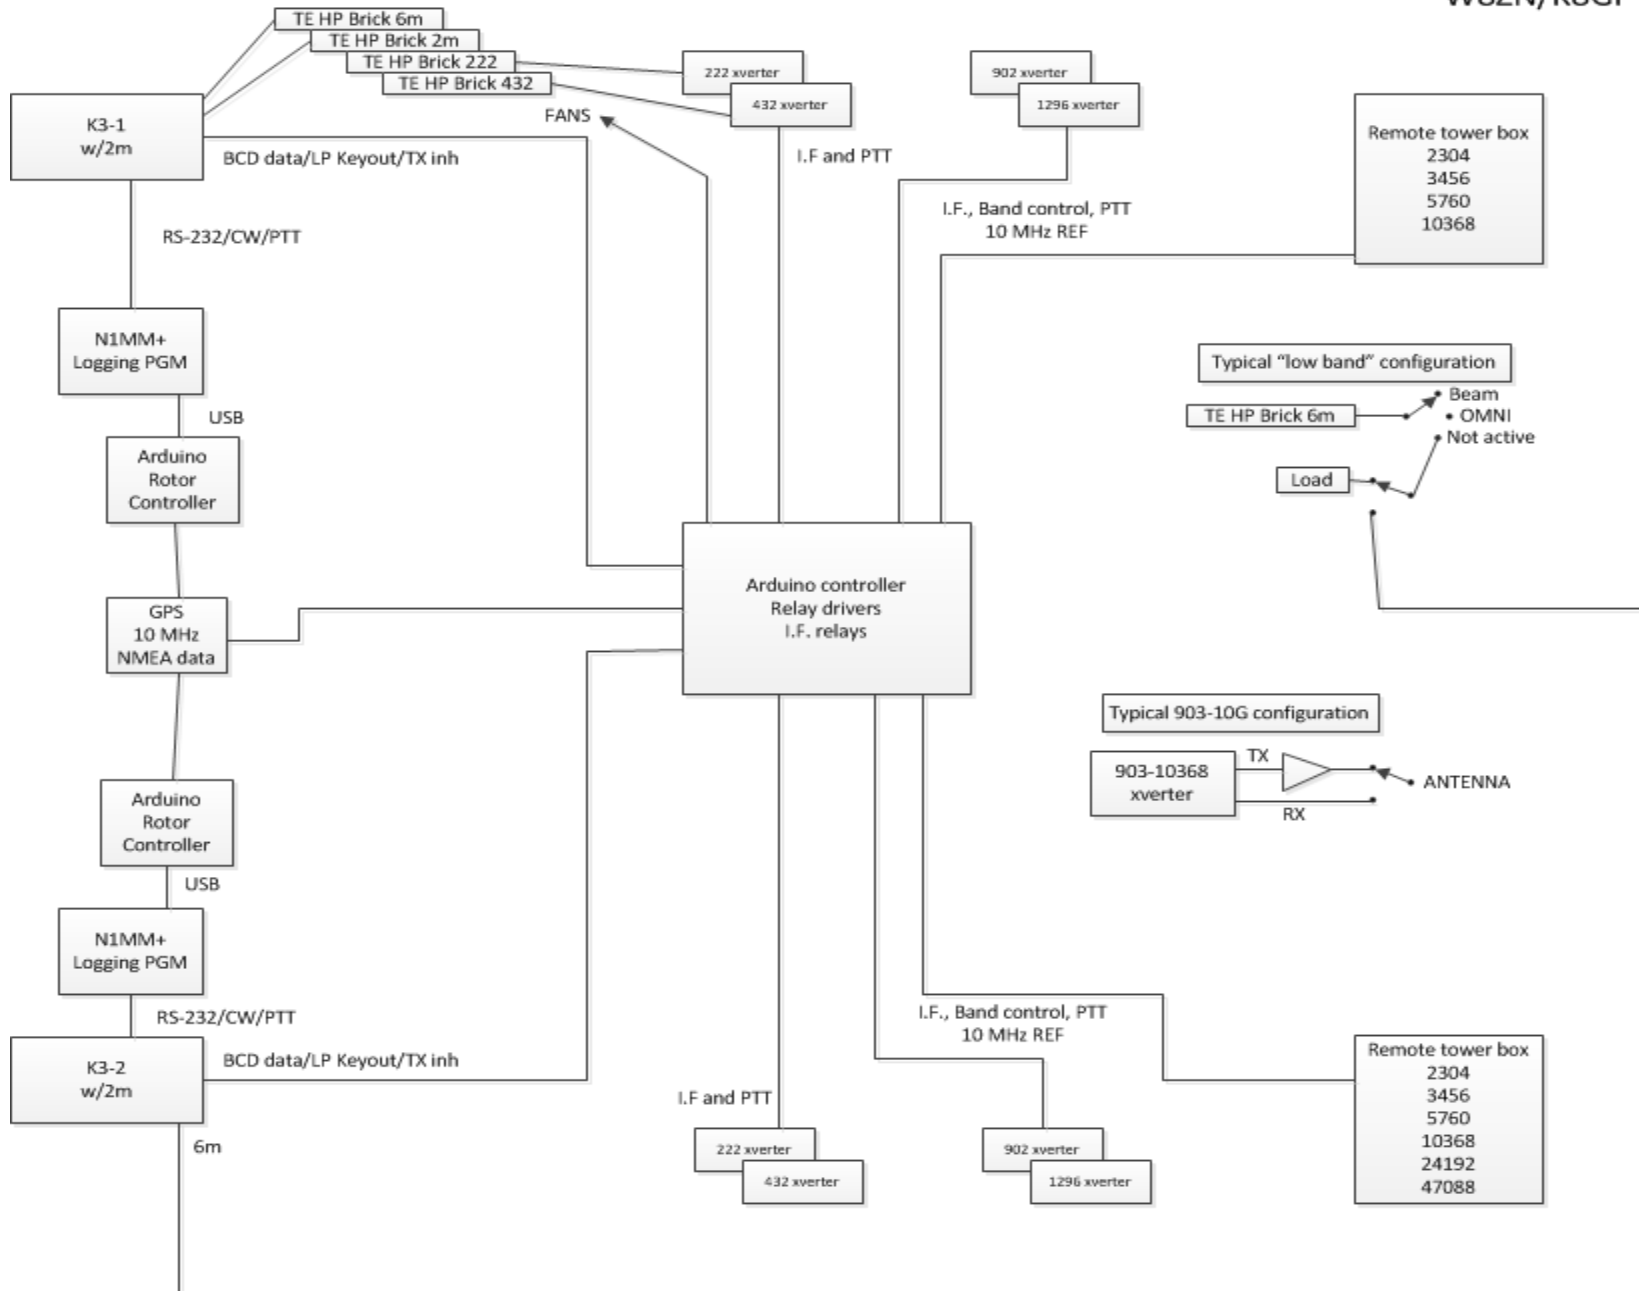 TE HP Brick 6m
TE HP Brick 2m
TE HP Brick 222
TE HP Brick 432
222 xverter
432 xverter
902 xverter
1296 xverter
FANS
K3-1
w/2m
BCD data/LP Keyout/TX inh
I.F and PTT
Remote tower box
2304
3456
5760
10368
I.F., Band control, PTT
10 MHz REF
RS-232/CW/PTT
N1MM+
Logging PGM
USB
Arduino
Rotor
Controller
Typical “low band” configuration
TE HP Brick 6m
Beam
OMNI
Not active
Load
GPS
10 MHz
NMEA data
Arduino controller
Relay drivers
I.F. relays
Typical 903-10G configuration
903-10368
xverter
TX
RX
ANTENNA
Arduino
Rotor
Controller
USB
N1MM+
Logging PGM
RS-232/CW/PTT
K3-2
w/2m
BCD data/LP Keyout/TX inh
6m
I.F., Band control, PTT
10 MHz REF
I.F and PTT
222 xverter
432 xverter
902 xverter
1296 xverter
Remote tower box
2304
3456
5760
10368
24192
47088